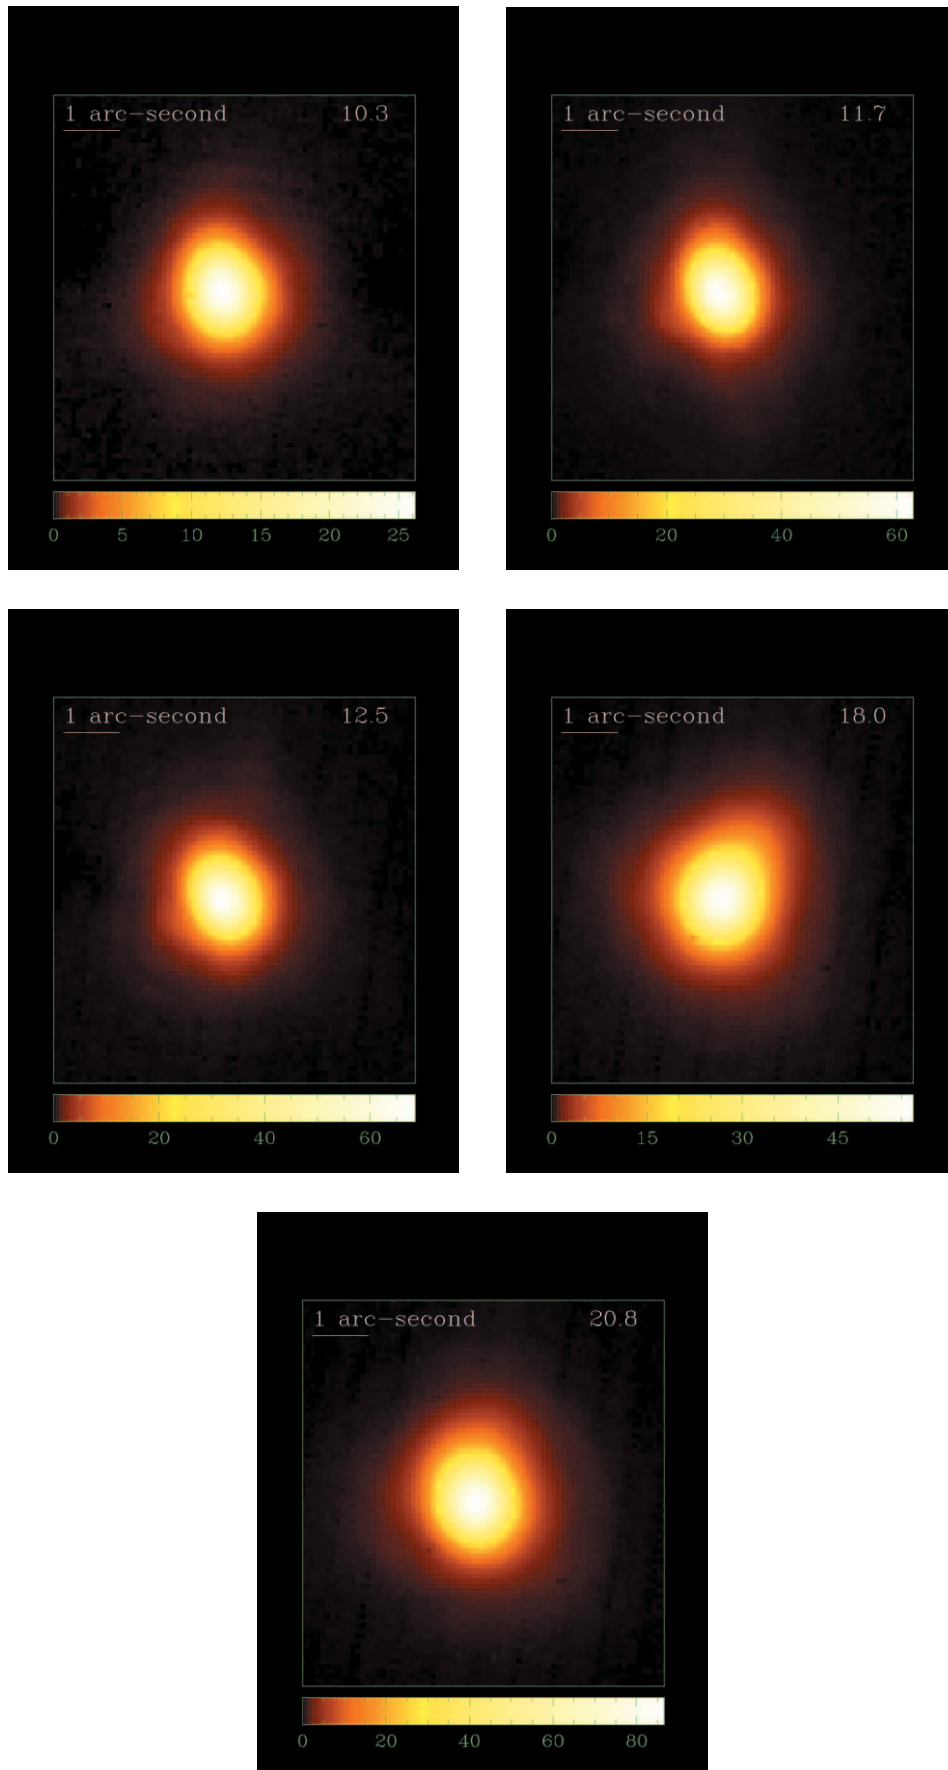 1 arc-second 10.3
0 5 10 15 20 25
1 arc-second 11.7
0 20 40 60
1 arc-second 12.5
0 20 40 60
1 arc-second 18.0
0 15 30 45
1 arc-second 20.8
0 20 40 60 80